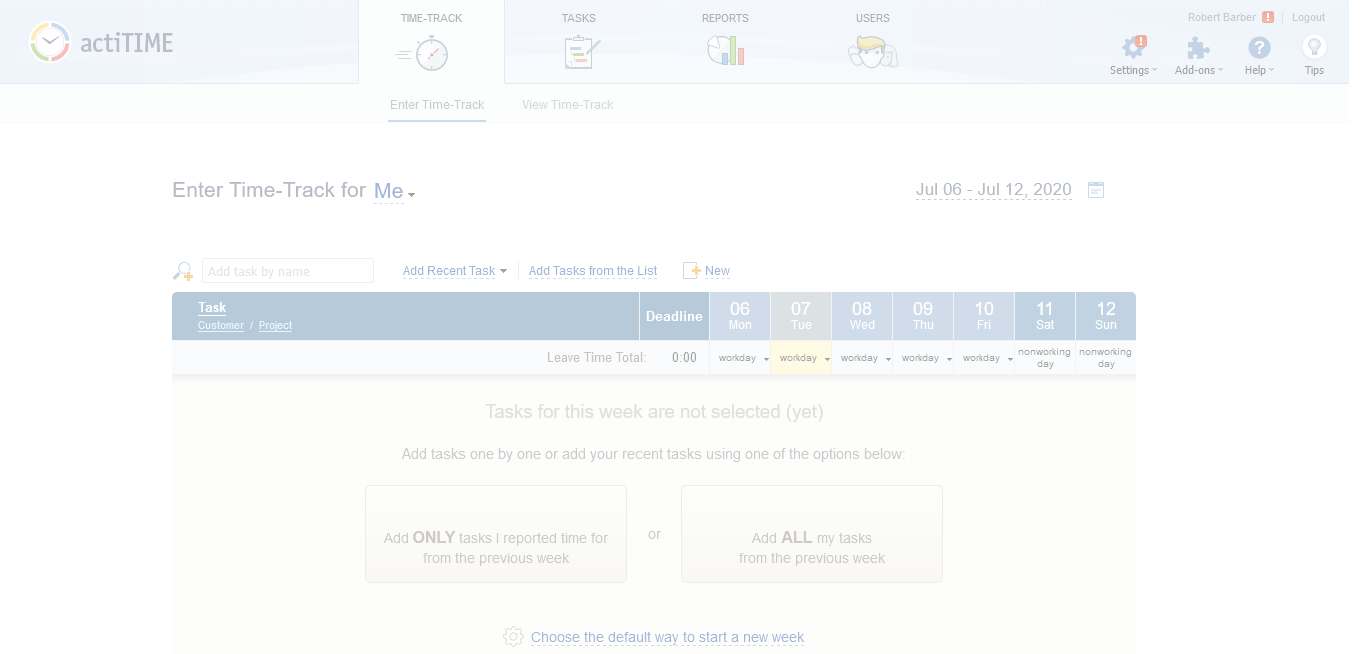 actiTIME
TIME-TRACK
TASKS
REPORTS
USERS
Robert Barber
Logout
Settings
Add-ons
Help
Tips
Enter Time-Track
View Time-Track
Enter Time-Track for Me
Jul 06 - Jul 12, 2020
Add task by name
Add Recent Task
Add Tasks from the List
New
Task
Customer / Project
Deadline
06 Mon
07 Tue
08 Wed
09 Thu
10 Fri
11 Sat
12 Sun
Leave Time Total: 0:00
workday
workday
workday
workday
workday
nonworking
day
nonworking
day
Tasks for this week are not selected (yet)
Add tasks one by one or add your recent tasks using one of the options below:
Add ONLY tasks I reported time for
from the previous week
or
Add ALL my tasks
from the previous week
Choose the default way to start a new week